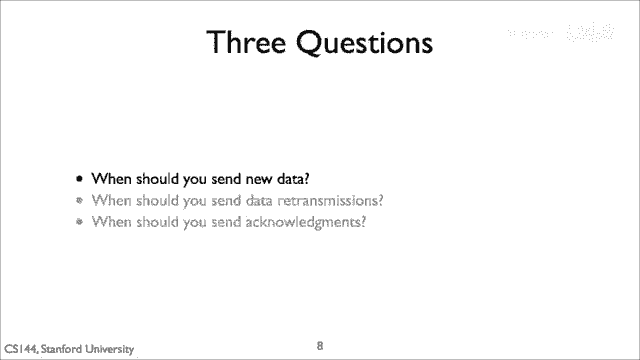 Three Questions
• When should you send new data?
• When should you send data retransmissions?
• When should you send acknowledgments?
CS144, Stanford University
8